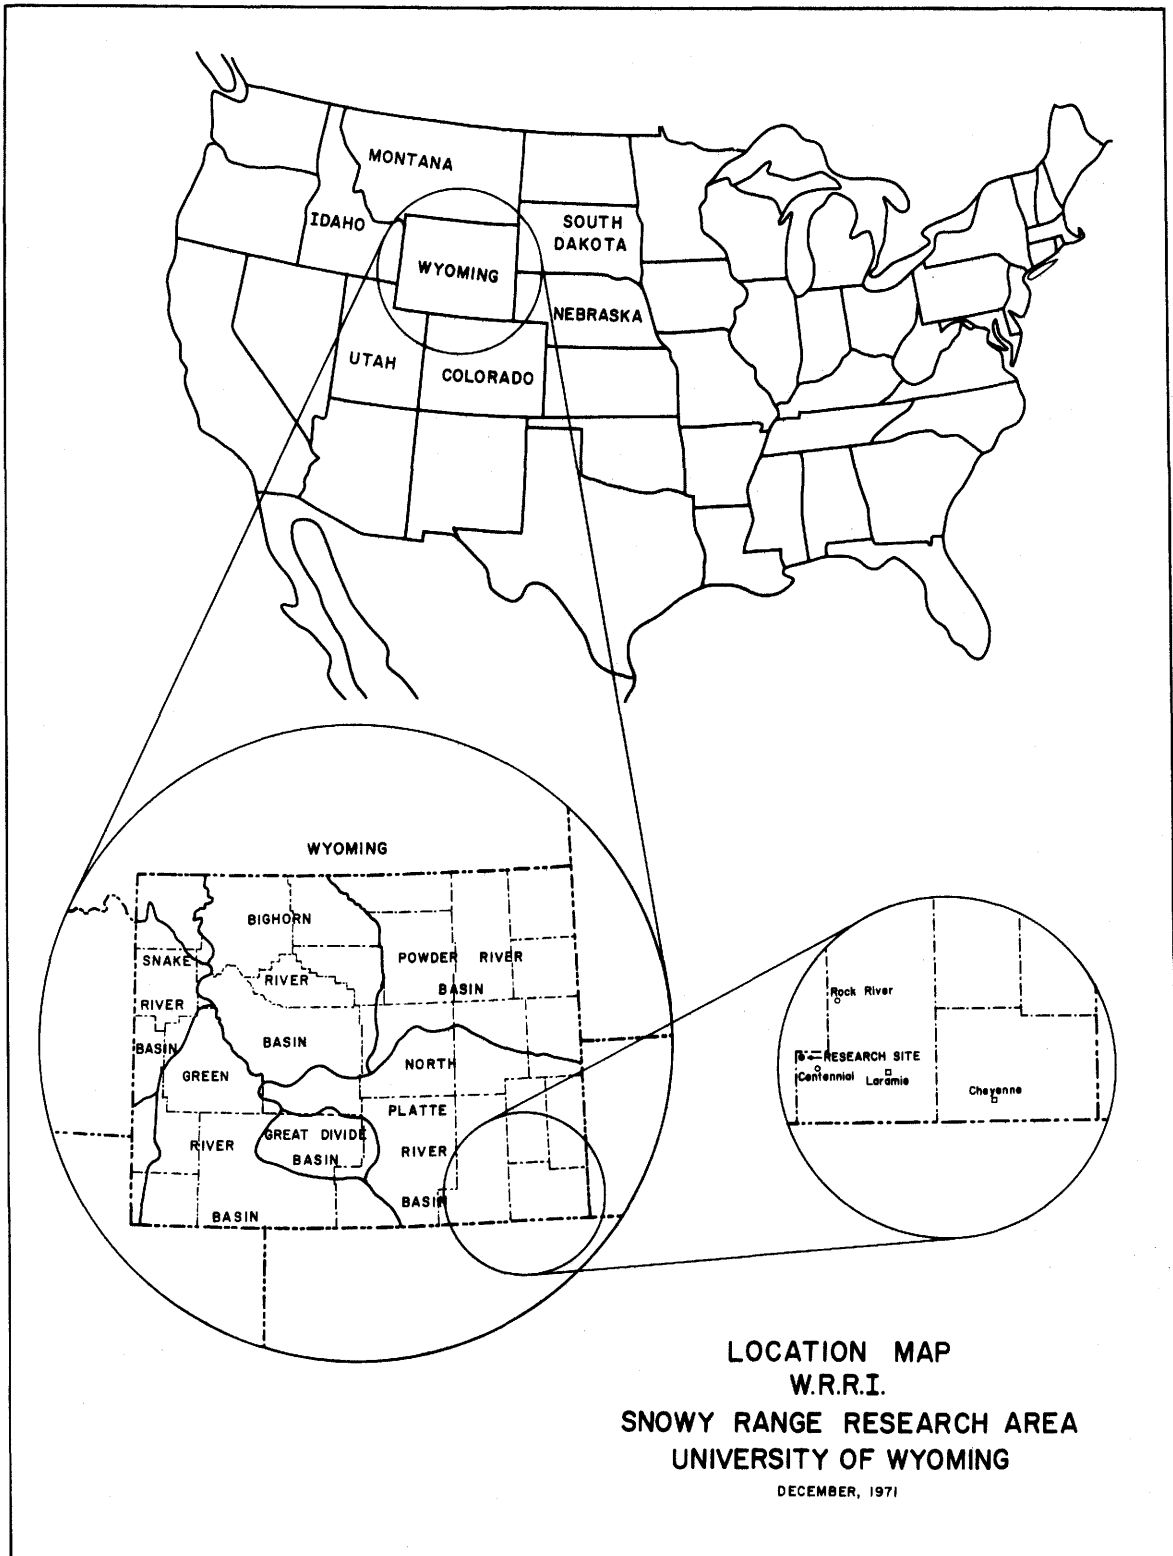 MONTANA
IDAHO
SOUTH
DAKOTA
WYOMING
NEBRASKA
UTAH
COLORADO
WYOMING
BIGHORN
RIVER
BASIN
SNAKE
RIVER
BASIN
POWDER RIVER
BASIN
GREEN
RIVER
BASIN
GREAT DIVIDE
BASIN
NORTH
PLATTE
RIVER
BASIN
Rock River
RESEARCH SITE
Centennial
Laramie
Cheyenne
LOCATION MAP
W.R.R.I.
SNOWY RANGE RESEARCH AREA
UNIVERSITY OF WYOMING
DECEMBER, 1971